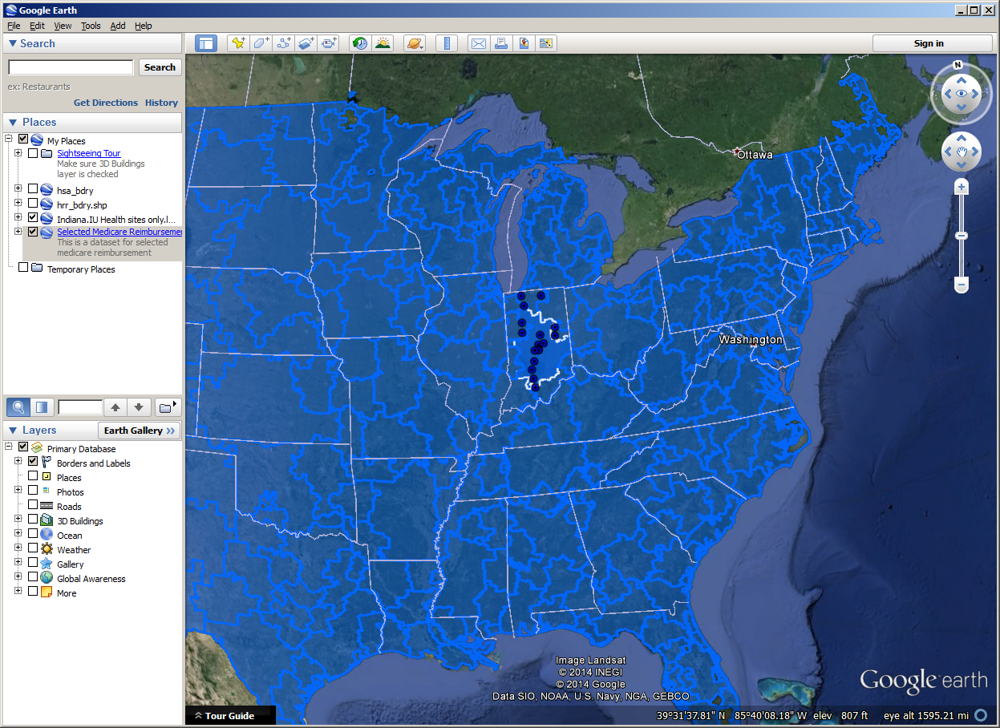 Google Earth
File Edit View Tools Add Help
Search
Search
ex: Restaurants
Get Directions History
Places
My Places
Sightseeing Tour
Make sure 3D Buildings
layer is checked
hsa_bdry
hrr_bdry.shp
Indiana.IU Health sites only.l...
Selected Medicare Reimbursemen
This is a dataset for selected
medicare reimbursement
Temporary Places
Layers
Earth Gallery >>
Primary Database
Borders and Labels
Places
Photos
Roads
3D Buildings
Ocean
Weather
Gallery
Global Awareness
More
Sign in
N
Ottawa
Washington
Image Landsat
© 2014 INEGI
© 2014 Google
Data SIO, NOAA, U.S. Navy, NGA, GEBCO
Google earth
Tour Guide
39°31'37.81" N 85°40'08.18" W elev 807 ft eye alt 1595.21 mi